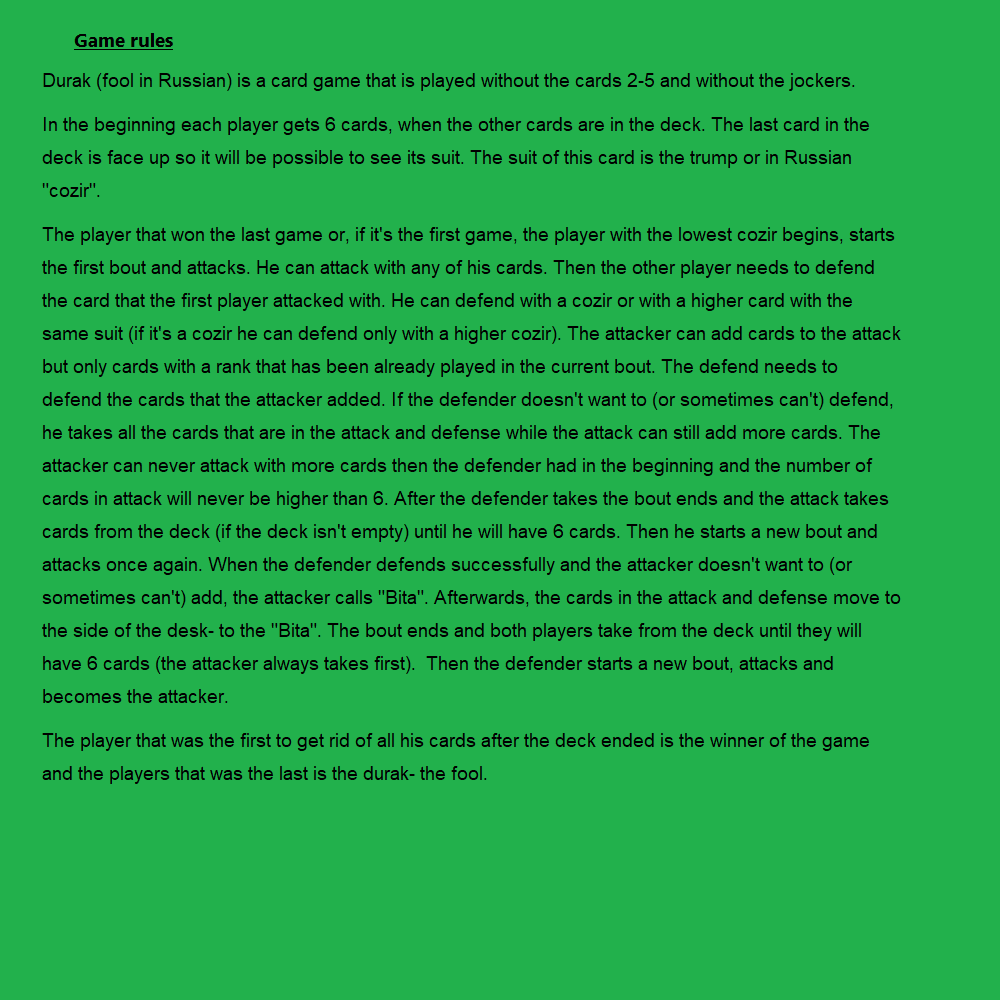 Game rules
Durak (fool in Russian) is a card game that is played without the cards 2-5 and without the jockers.
In the beginning each player gets 6 cards, when the other cards are in the deck. The last card in the
deck is face up so it will be possible to see its suit. The suit of this card is the trump or in Russian
"cozir".
The player that won the last game or, if it's the first game, the player with the lowest cozir begins, starts
the first bout and attacks. He can attack with any of his cards. Then the other player needs to defend
the card that the first player attacked with. He can defend with a cozir or with a higher card with the
same suit (if it's a cozir he can defend only with a higher cozir). The attacker can add cards to the attack
but only cards with a rank that has been already played in the current bout. The defend needs to
defend the cards that the attacker added. If the defender doesn't want to (or sometimes can't) defend,
he takes all the cards that are in the attack and defense while the attack can still add more cards. The
attacker can never attack with more cards then the defender had in the beginning and the number of
cards in attack will never be higher than 6. After the defender takes the bout ends and the attack takes
cards from the deck (if the deck isn't empty) until he will have 6 cards. Then he starts a new bout and
attacks once again. When the defender defends successfully and the attacker doesn't want to (or
sometimes can't) add, the attacker calls "Bita". Afterwards, the cards in the attack and defense move to
the side of the desk- to the "Bita". The bout ends and both players take from the deck until they will
have 6 cards (the attacker always takes first).  Then the defender starts a new bout, attacks and
becomes the attacker.
The player that was the first to get rid of all his cards after the deck ended is the winner of the game
and the players that was the last is the durak- the fool.